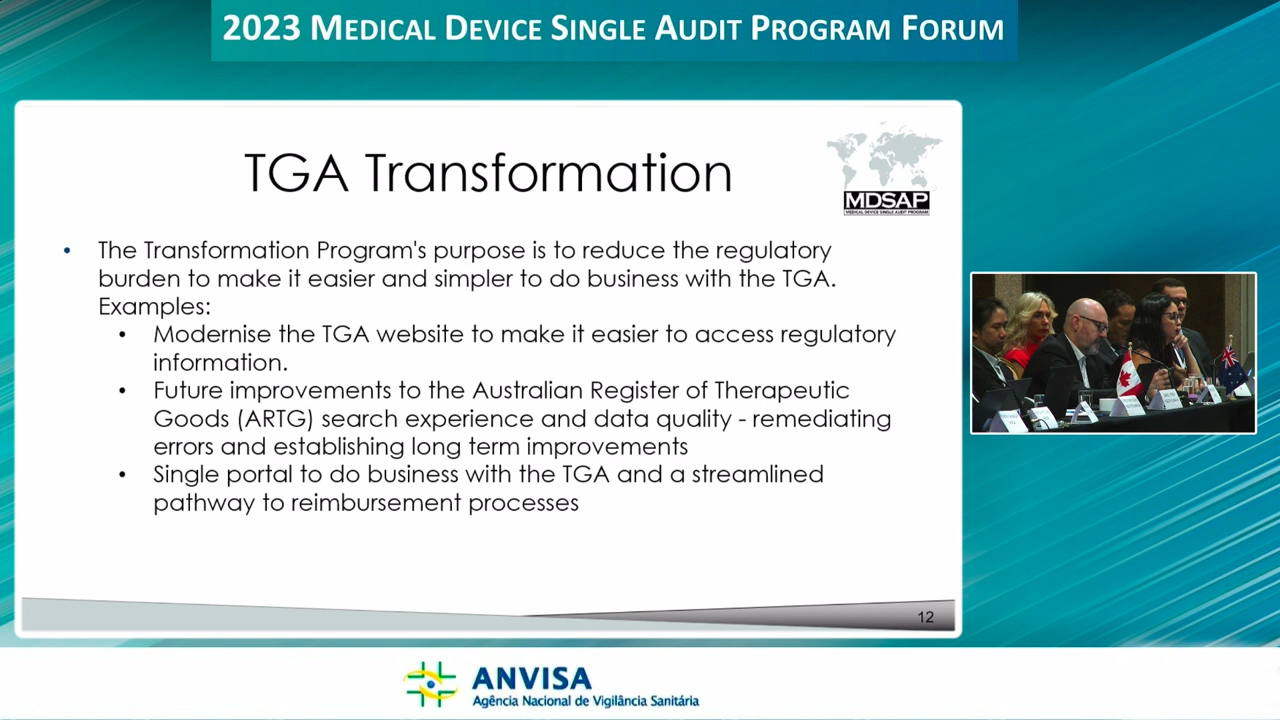 2023 MEDICAL DEVICE SINGLE AUDIT PROGRAM FORUM
TGA Transformation
MDSAP
MEDICAL DEVICE SINGLE AUDIT PROGRAM
• The Transformation Program's purpose is to reduce the regulatory
burden to make it easier and simpler to do business with the TGA.
Examples:
• Modernise the TGA website to make it easier to access regulatory
information.
• Future improvements to the Australian Register of Therapeutic
Goods (ARTG) search experience and data quality - remediating
errors and establishing long term improvements
• Single portal to do business with the TGA and a streamlined
pathway to reimbursement processes
12
ANVISA
Agência Nacional de Vigilância Sanitária